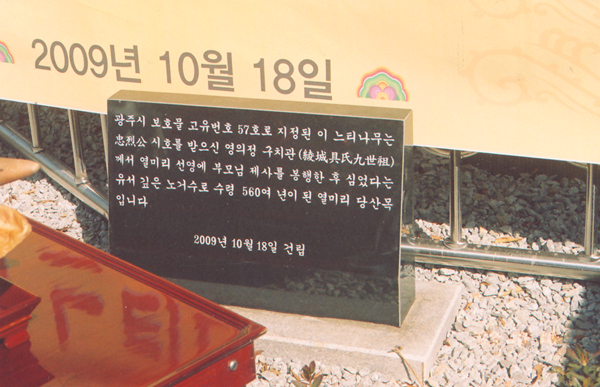 2009년 10월 18일
광주시 보호물 고유번호 57호로 지정된 이 느티나무는
忠烈公 시호를 받으신 영의정 구치관(綾城具氏九世祖)
께서 열미리 선영에 부모님 제사를 봉행한 후 심었다는
유서 깊은 노거수로 수령 560여 년이 된 열미리 당산목
입니다
2009년 10월 18일 건립